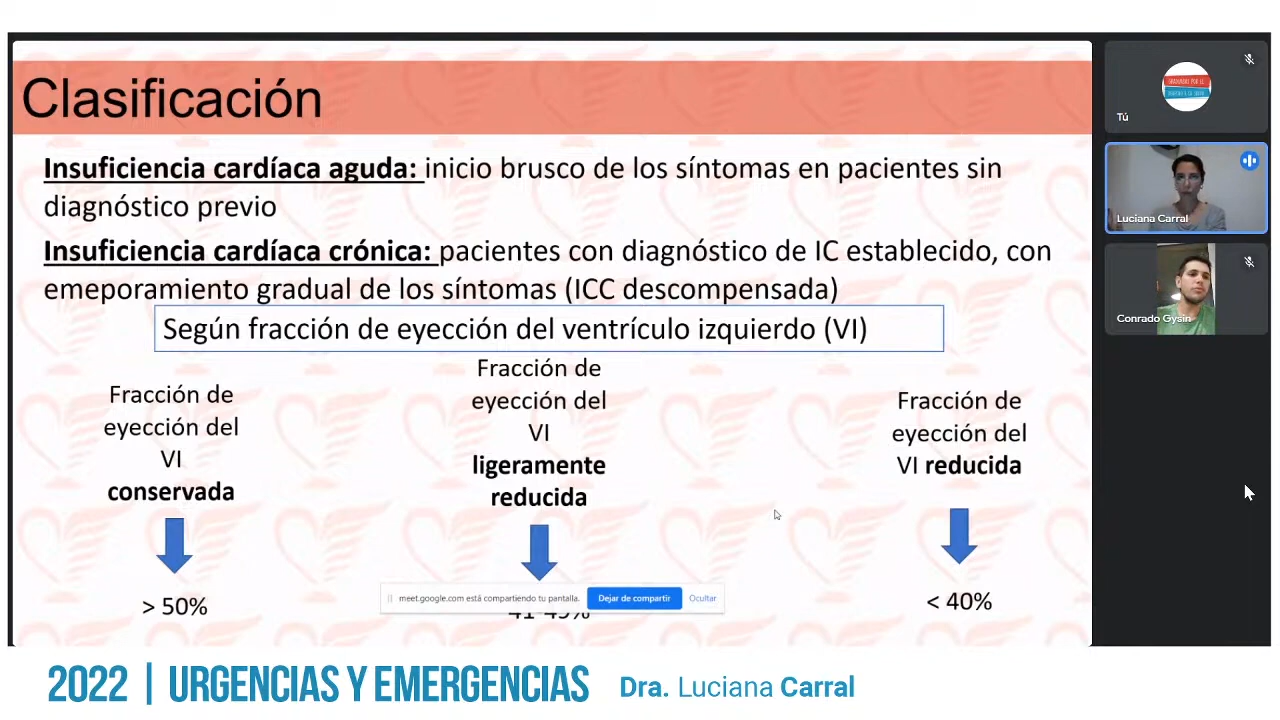 Clasificación
Insuficiencia cardíaca aguda: inicio brusco de los síntomas en pacientes sin
diagnóstico previo
Insuficiencia cardíaca crónica: pacientes con diagnóstico de IC establecido, con
emeporamiento gradual de los síntomas (ICC descompensada)
Según fracción de eyección del ventrículo izquierdo (VI)
Fracción de
eyección del
VI
conservada
> 50%
Fracción de
eyección del
VI
ligeramente
reducida
Fracción de
eyección del
VI reducida
< 40%
meet.google.com está compartiendo tu pantalla.
Dejar de compartir
Ocultar
Tú
Luciana Carral
Conrado Gysin
2022 | URGENCIAS Y EMERGENCIAS
Dra. Luciana Carral